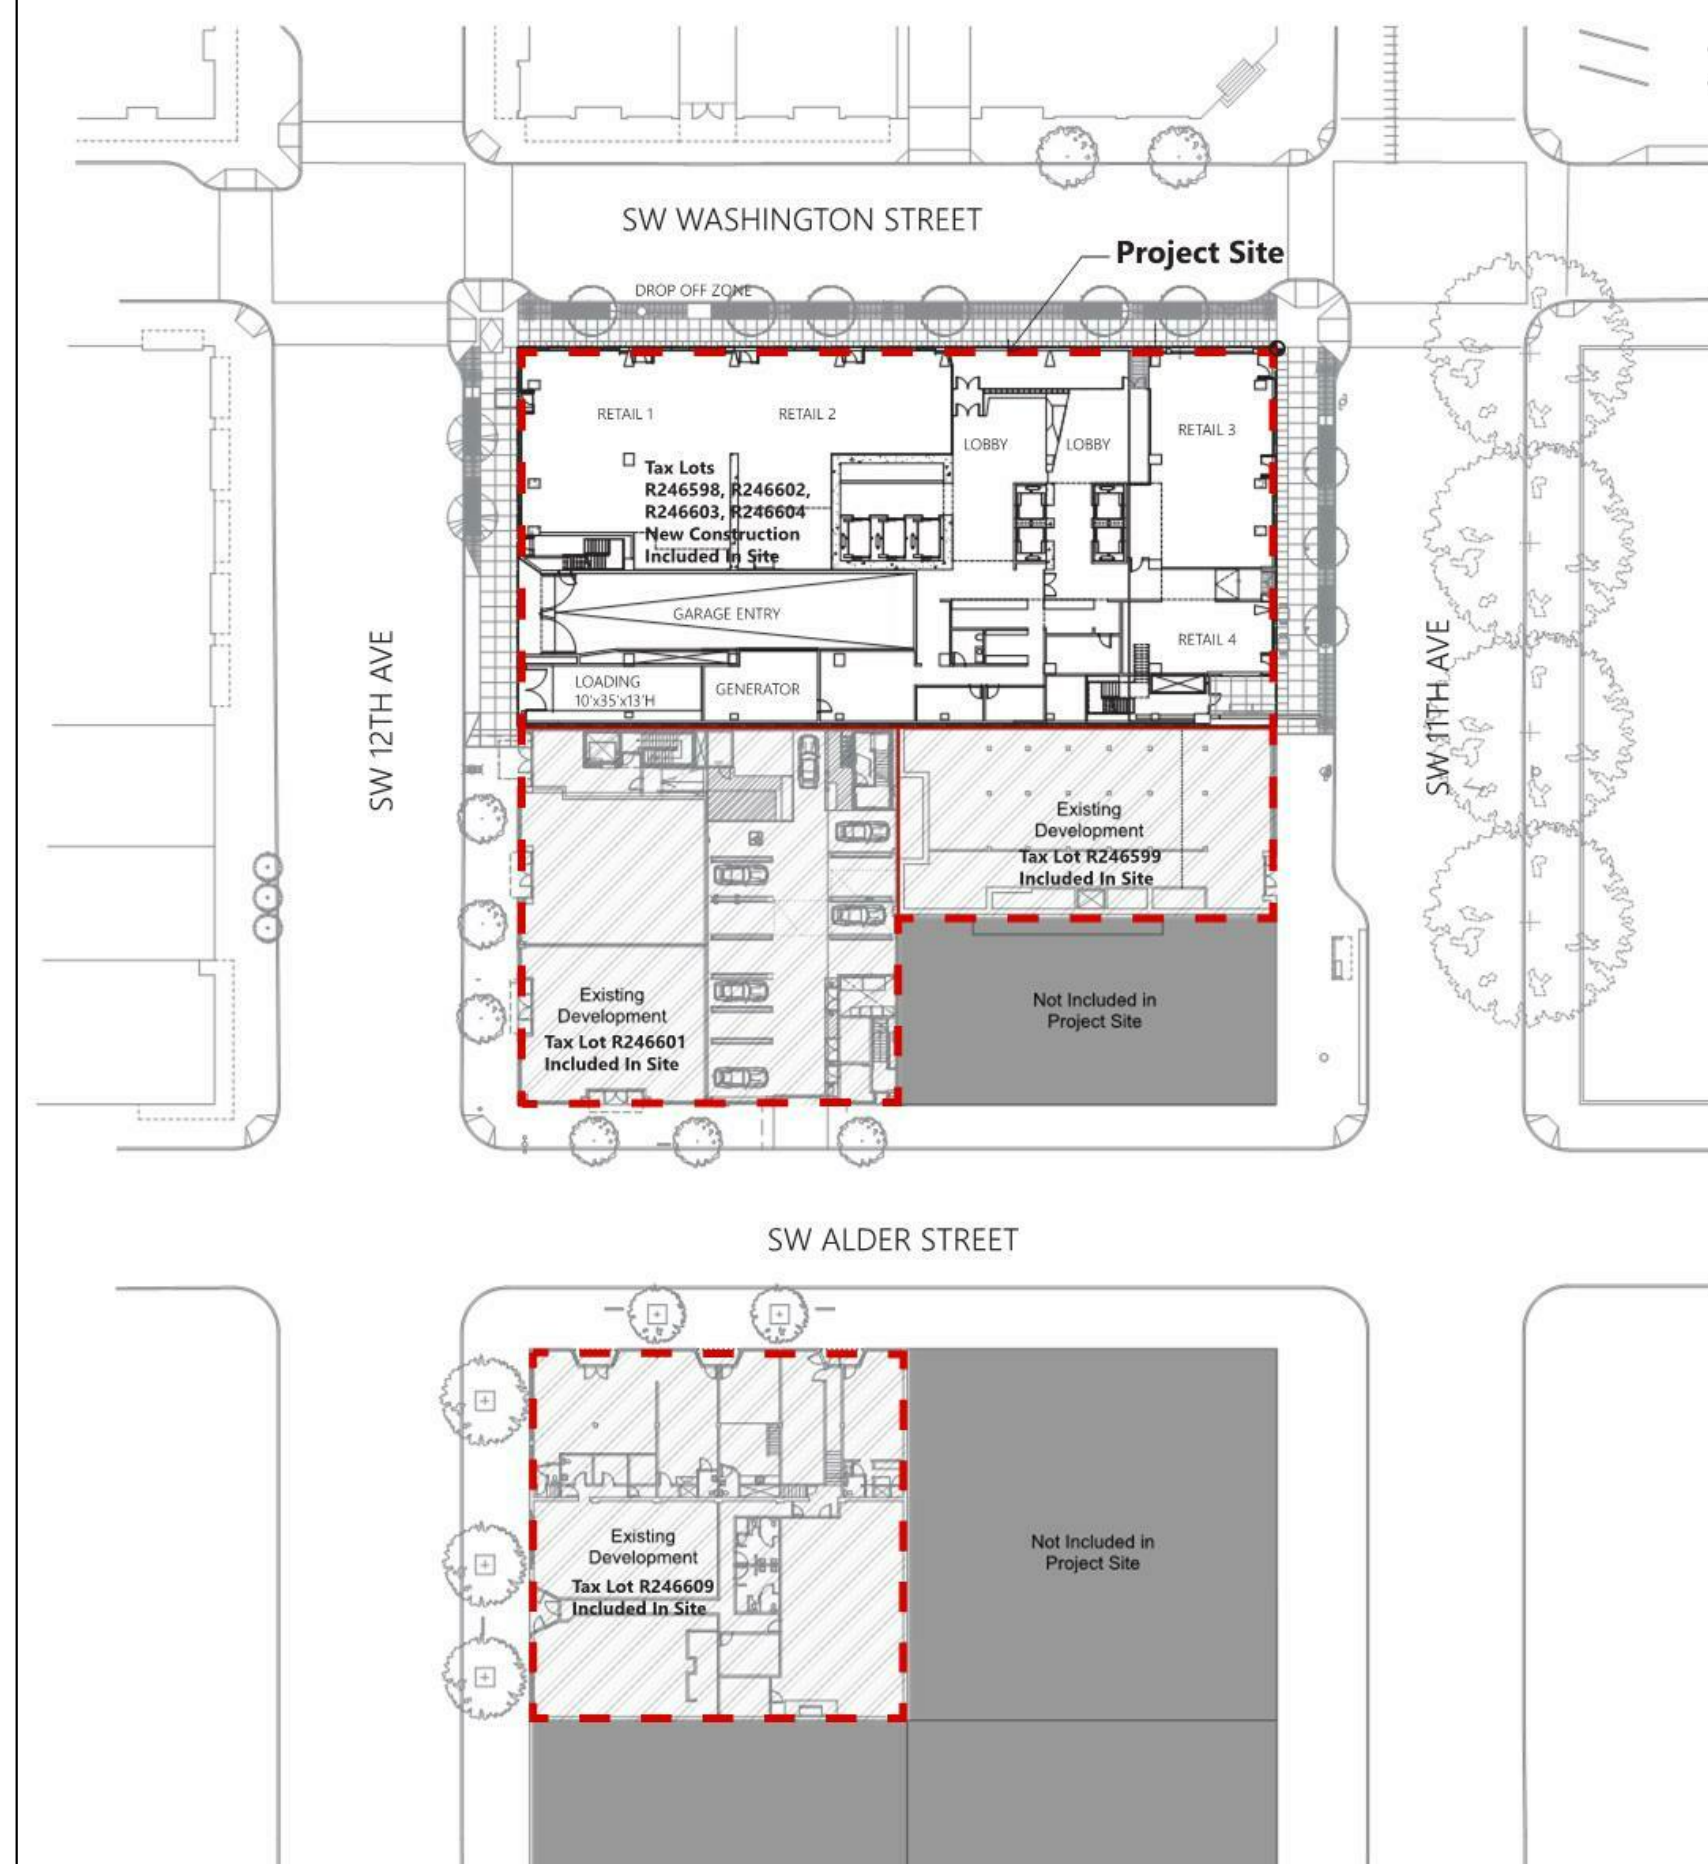 SW WASHINGTON STREET
Project Site
DROP OFF ZONE
RETAIL 1
RETAIL 2
RETAIL 3
LOBBY
LOBBY
Tax Lots
R246598, R246602,
R246603, R246604
New Construction
Included In Site
GARAGE ENTRY
RETAIL 4
LOADING
10'x35'x13'H
GENERATOR
SW 12TH AVE
SW 11TH AVE
Existing
Development
Tax Lot R246599
Included In Site
Existing
Development
Tax Lot R246601
Included In Site
Not Included in
Project Site
SW ALDER STREET
Existing
Development
Tax Lot R246609
Included In Site
Not Included in
Project Site